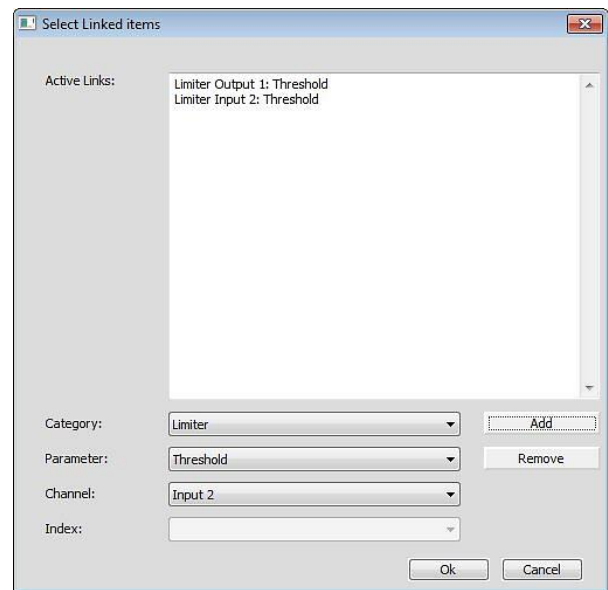 Select Linked items
Active Links:
Limiter Output 1: Threshold
Limiter Input 2: Threshold
Category:
Limiter
Add
Parameter:
Threshold
Remove
Channel:
Input 2
Index:
Ok
Cancel